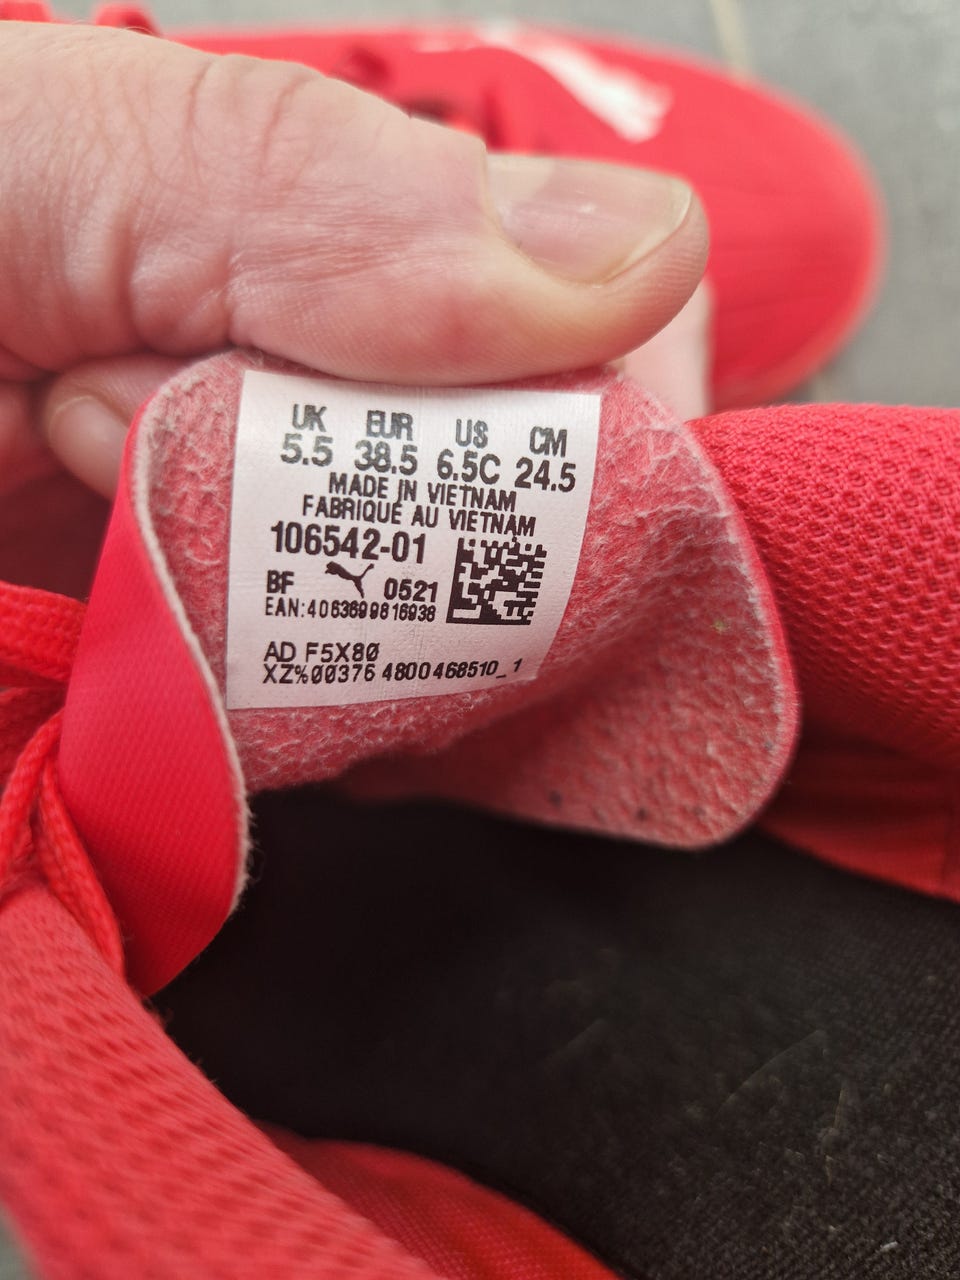 UK EUR US CM
5.5 38.5 6.5C 24.5
MADE IN VIETNAM
FABRIQUÉ AU VIETNAM
106542-01
BF 0521
EAN:4063699816938
AD F5X80
XZ%00376 4800468510_1